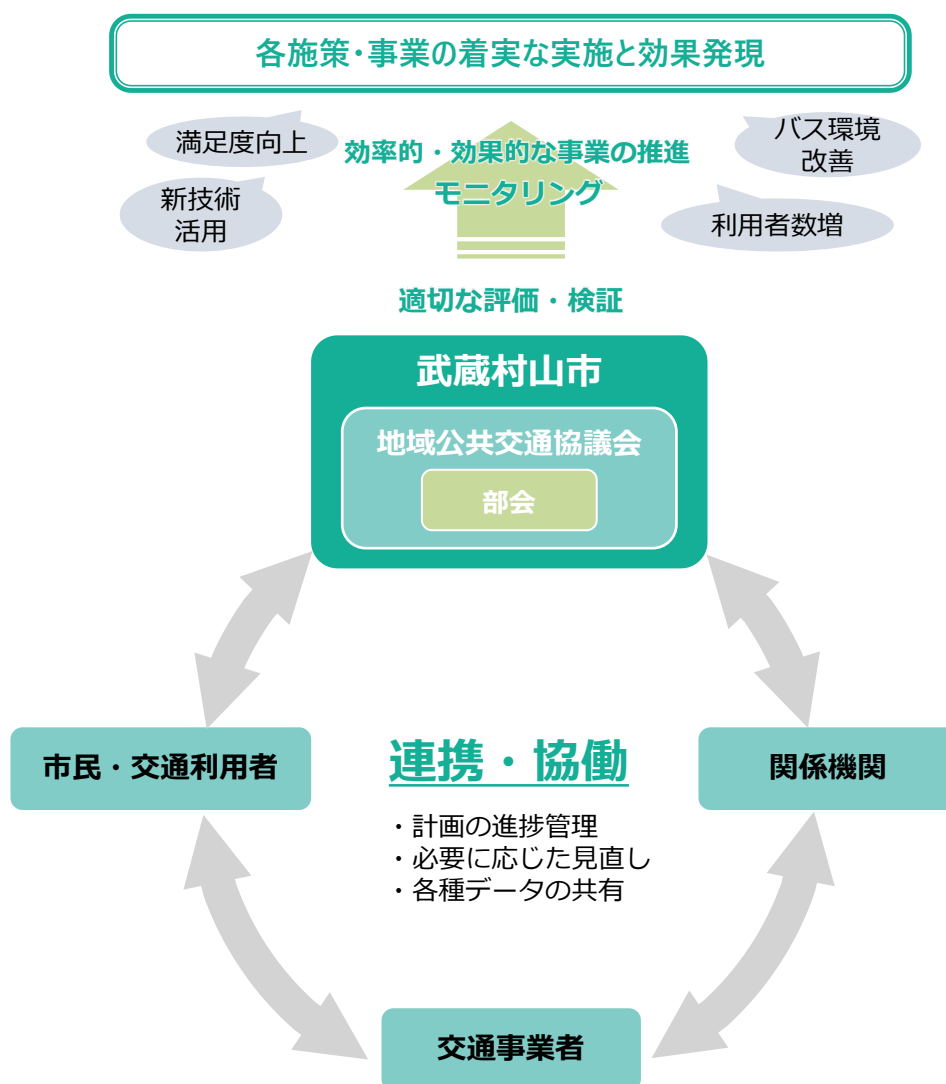 各施策・事業の着実な実施と効果発現
満足度向上
効率的・効果的な事業の推進
モニタリング
バス環境
改善
新技術
活用
利用者数増
適切な評価・検証
武蔵村山市
地域公共交通協議会
部会
市民・交通利用者
連携・協働
関係機関
・計画の進捗管理
・必要に応じた見直し
・各種データの共有
交通事業者